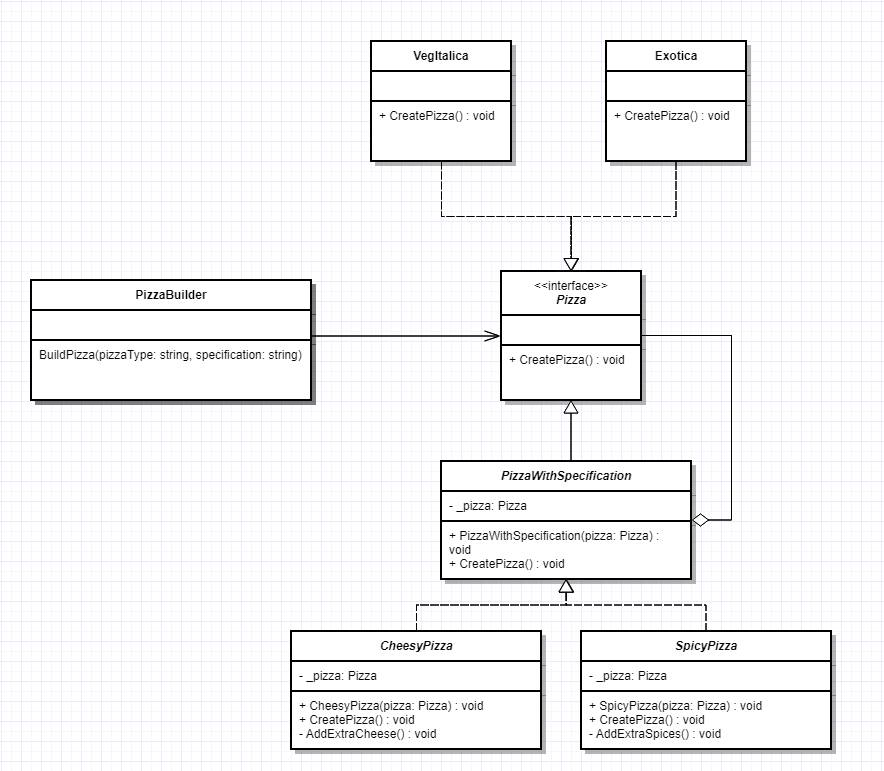 VegItalica
+ CreatePizza() : void
Exotica
+ CreatePizza() : void
PizzaBuilder
BuildPizza(pizzaType: string, specification: string)
<<interface>>
Pizza
+ CreatePizza() : void
PizzaWithSpecification
- _pizza: Pizza
+ PizzaWithSpecification(pizza: Pizza) :
void
+ CreatePizza() : void
CheesyPizza
- _pizza: Pizza
+ CheesyPizza(pizza: Pizza) : void
+ CreatePizza() : void
- AddExtraCheese() : void
SpicyPizza
- _pizza: Pizza
+ SpicyPizza(pizza: Pizza) : void
+ CreatePizza() : void
- AddExtraSpices() : void